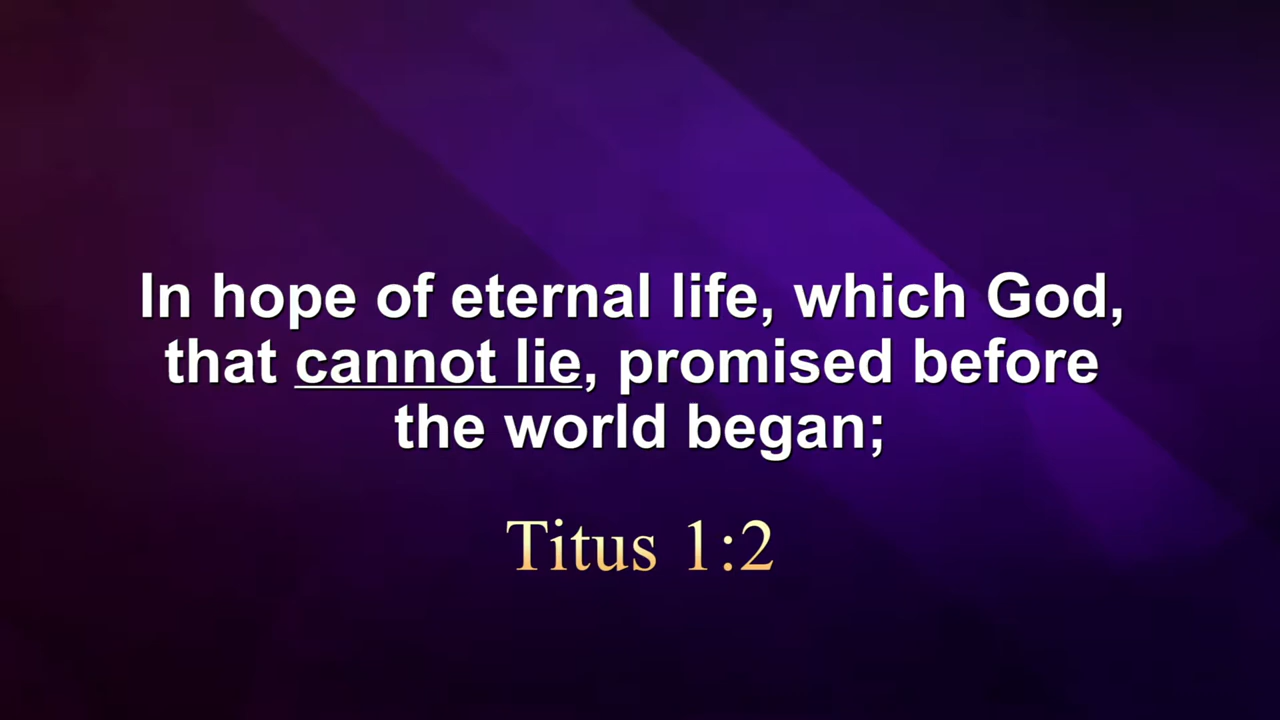 In hope of eternal life, which God,
that cannot lie, promised before
the world began;
Titus 1:2